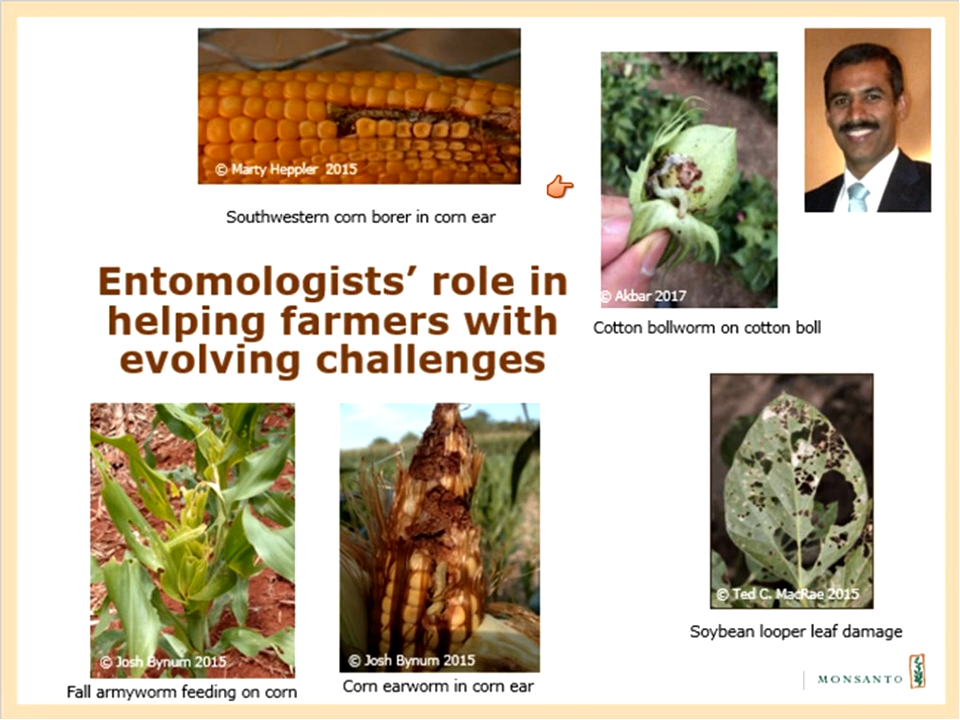 © Marty Heppler 2015
Southwestern corn borer in corn ear
© Akbar 2017
Cotton bollworm on cotton boll
Entomologists’ role in
helping farmers with
evolving challenges
© Josh Bynum 2015
Fall armyworm feeding on corn
© Josh Bynum 2015
Corn earworm in corn ear
© Ted C. MacRae 2015
Soybean looper leaf damage
MONSANTO